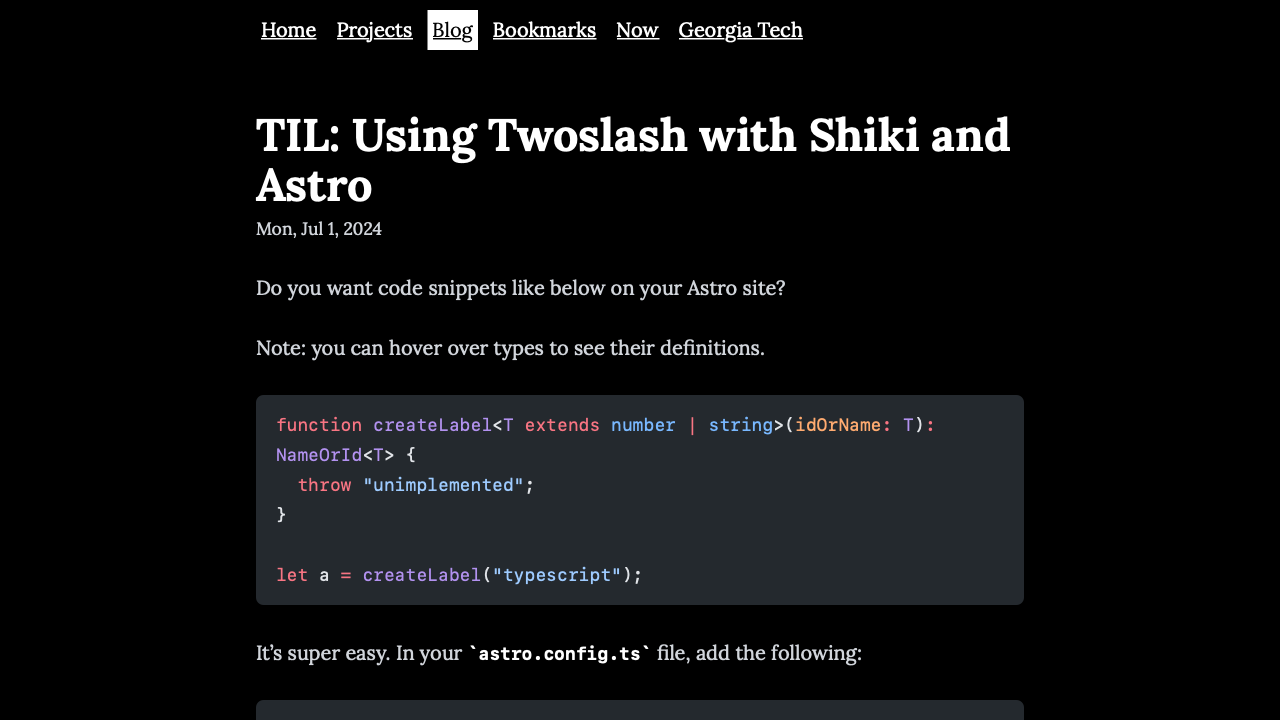 Home Projects Blog Bookmarks Now Georgia Tech
TIL: Using Twoslash with Shiki and
Astro
Mon, Jul 1, 2024
Do you want code snippets like below on your Astro site?
Note: you can hover over types to see their definitions.
function createLabel<T extends number | string>(idOrName: T):
NameOrId<T> {
  throw "unimplemented";
}
let a = createLabel("typescript");
It’s super easy. In your `astro.config.ts` file, add the following: